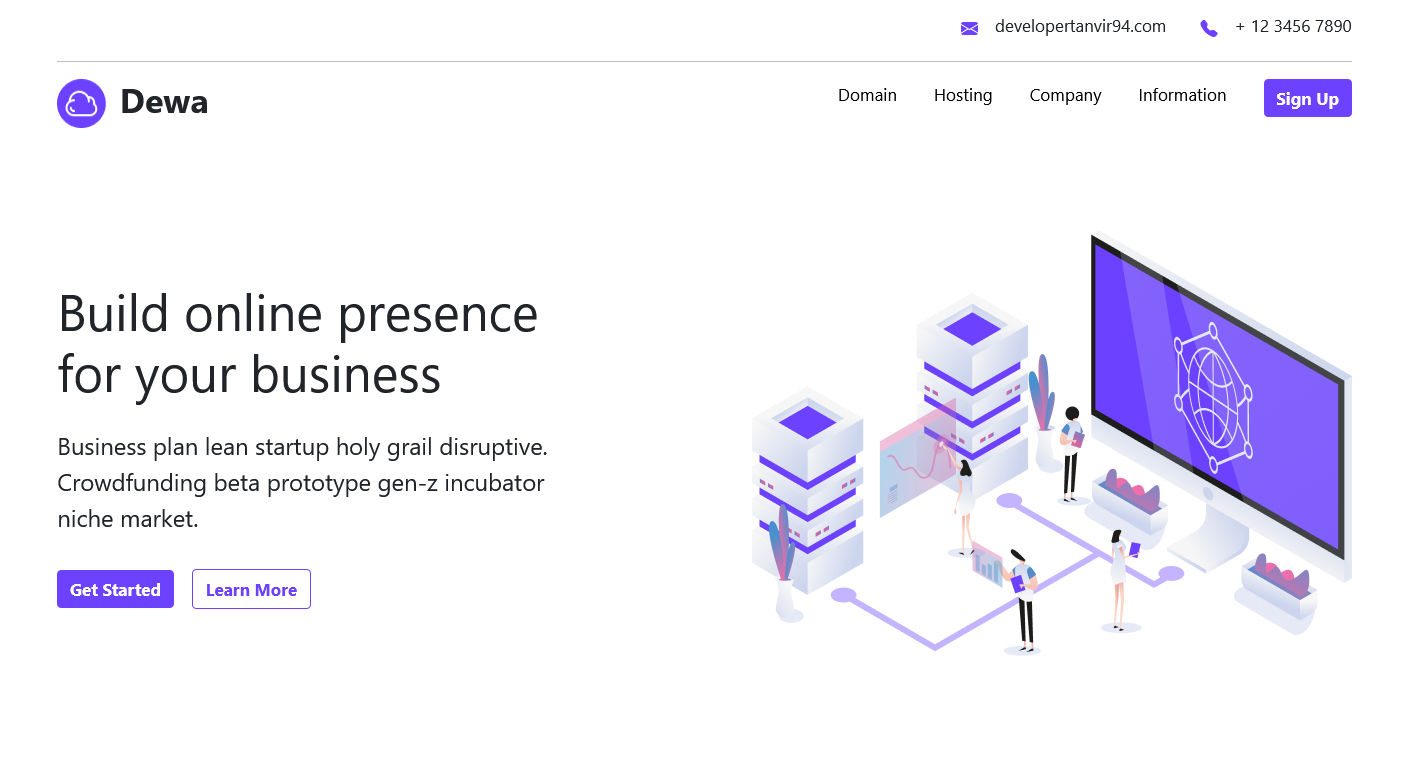 developertanvir94.com
+ 12 3456 7890
Dewa
Domain
Hosting
Company
Information
Sign Up
Build online presence
for your business
Business plan lean startup holy grail disruptive.
Crowdfunding beta prototype gen-z incubator
niche market.
Get Started
Learn More